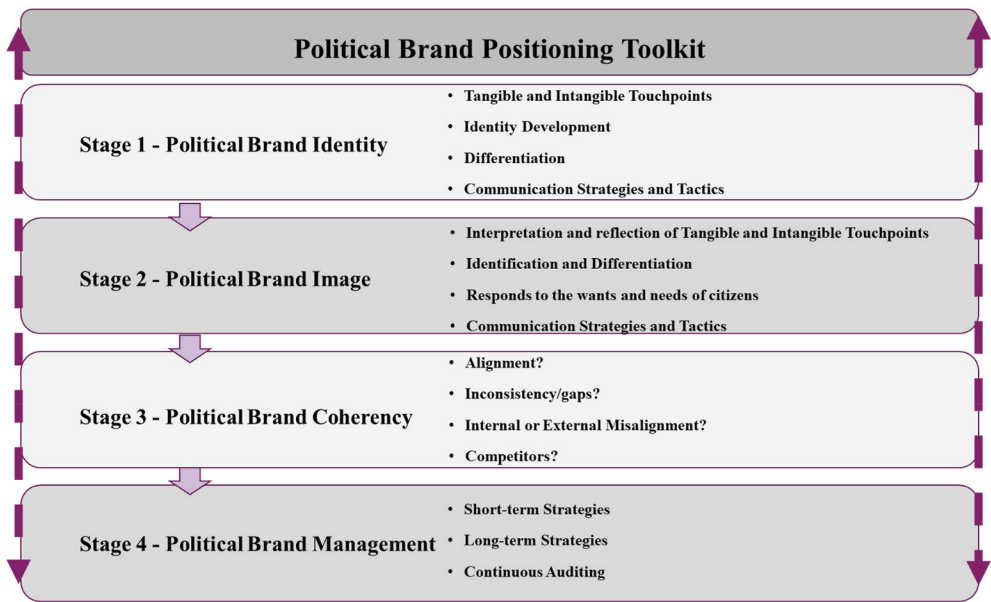 Political Brand Positioning Toolkit
Stage 1 - Political Brand Identity
• Tangible and Intangible Touchpoints
• Identity Development
• Differentiation
• Communication Strategies and Tactics
Stage 2 - Political Brand Image
• Interpretation and reflection of Tangible and Intangible Touchpoints
• Identification and Differentiation
• Responds to the wants and needs of citizens
• Communication Strategies and Tactics
Stage 3 - Political Brand Coherency
• Alignment?
• Inconsistency/gaps?
• Internal or External Misalignment?
• Competitors?
Stage 4 - Political Brand Management
• Short-term Strategies
• Long-term Strategies
• Continuous Auditing